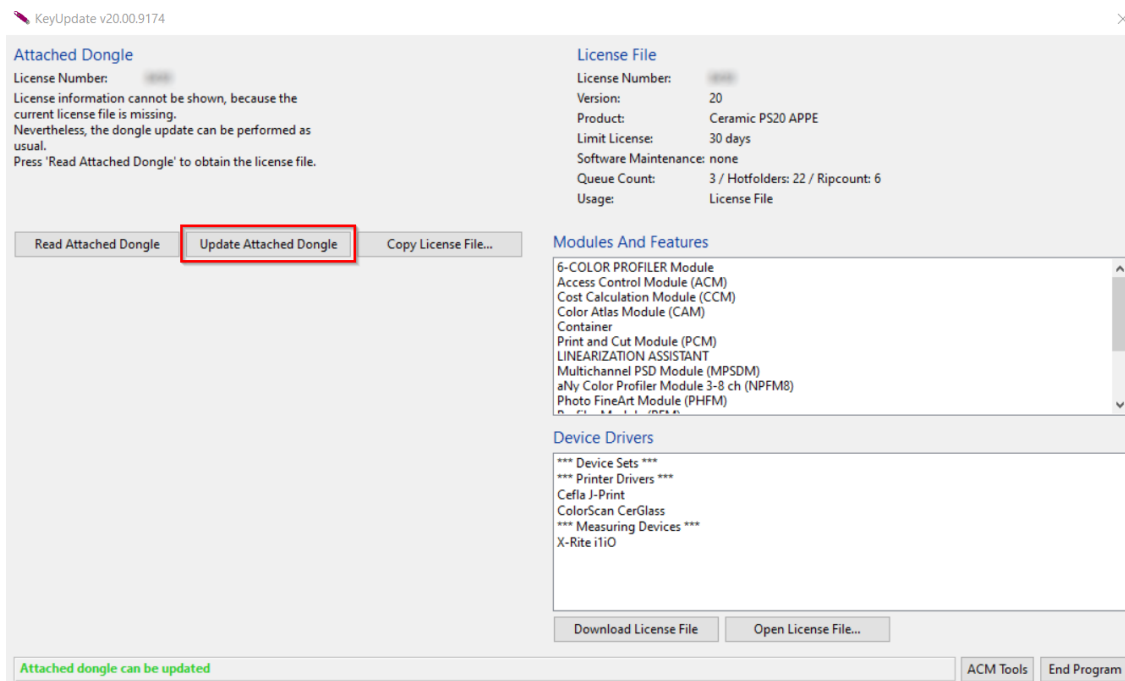 KeyUpdate v20.00.9174
Attached Dongle
License Number:
License information cannot be shown, because the
current license file is missing.
Nevertheless, the dongle update can be performed as
usual.
Press 'Read Attached Dongle' to obtain the license file.
Read Attached Dongle
Update Attached Dongle
Copy License File...
License File
License Number:
Version: 20
Product: Ceramic PS20 APPE
Limit License: 30 days
Software Maintenance: none
Queue Count: 3 / Hotfolders: 22 / Ripcount: 6
Usage: License File
Modules And Features
6-COLOR PROFILER Module
Access Control Module (ACM)
Cost Calculation Module (CCM)
Color Atlas Module (CAM)
Container
Print and Cut Module (PCM)
LINEARIZATION ASSISTANT
Multichannel PSD Module (MPSDM)
aNy Color Profiler Module 3-8 ch (NPFM8)
Photo FineArt Module (PHFM)
Device Drivers
*** Device Sets ***
*** Printer Drivers ***
Cefla J-Print
ColorScan CerGlass
*** Measuring Devices ***
X-Rite i1iO
Download License File
Open License File...
Attached dongle can be updated
ACM Tools
End Program